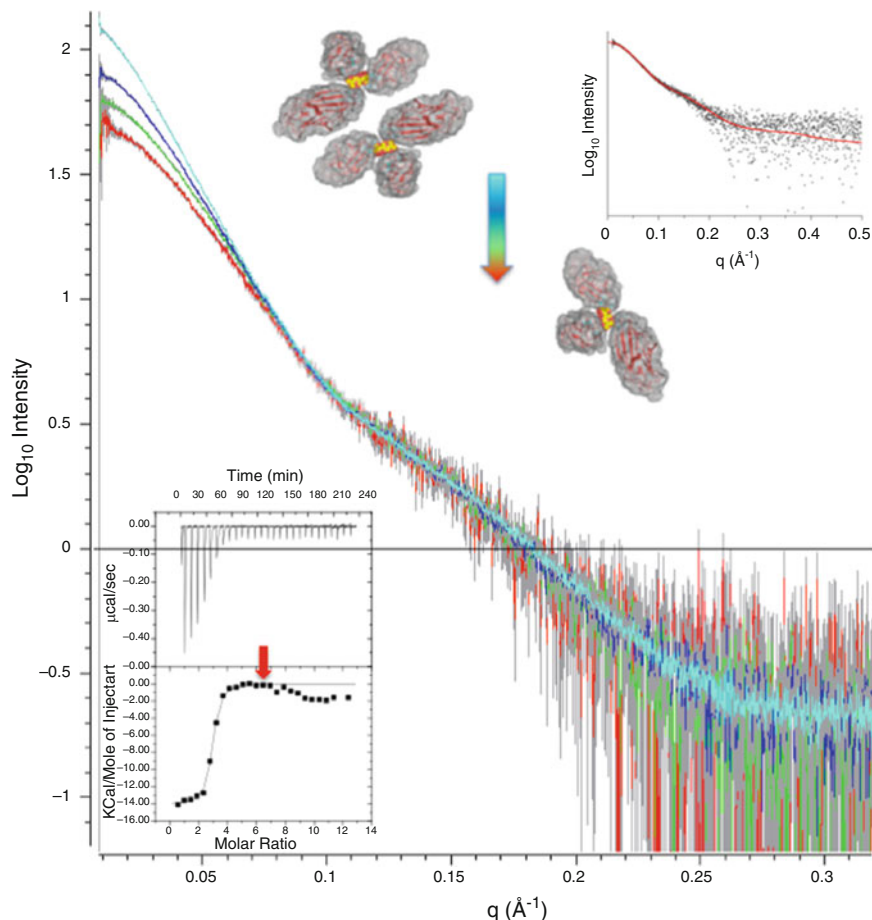 2
1.5
1
0.5
0
−0.5
−1
Log10 Intensity
0.05
0.1
0.15
0.2
0.25
0.3
q (Å-1)
Log10 Intensity
0 0.1 0.2 0.3 0.4 0.5
q (Å-1)
Time (min)
0 30 30 60 90 120 150 180 210 240
0.00
−0.10
−0.20
−0.30
−0.40
−0.00
μcal/sec
0.00
−2.00
−4.00
−6.00
−8.00
−10.00
−12.00
−14.00
−16.00
KCal/Mole of Injectart
0 2 4 6 8 10 12 14
Molar Ratio